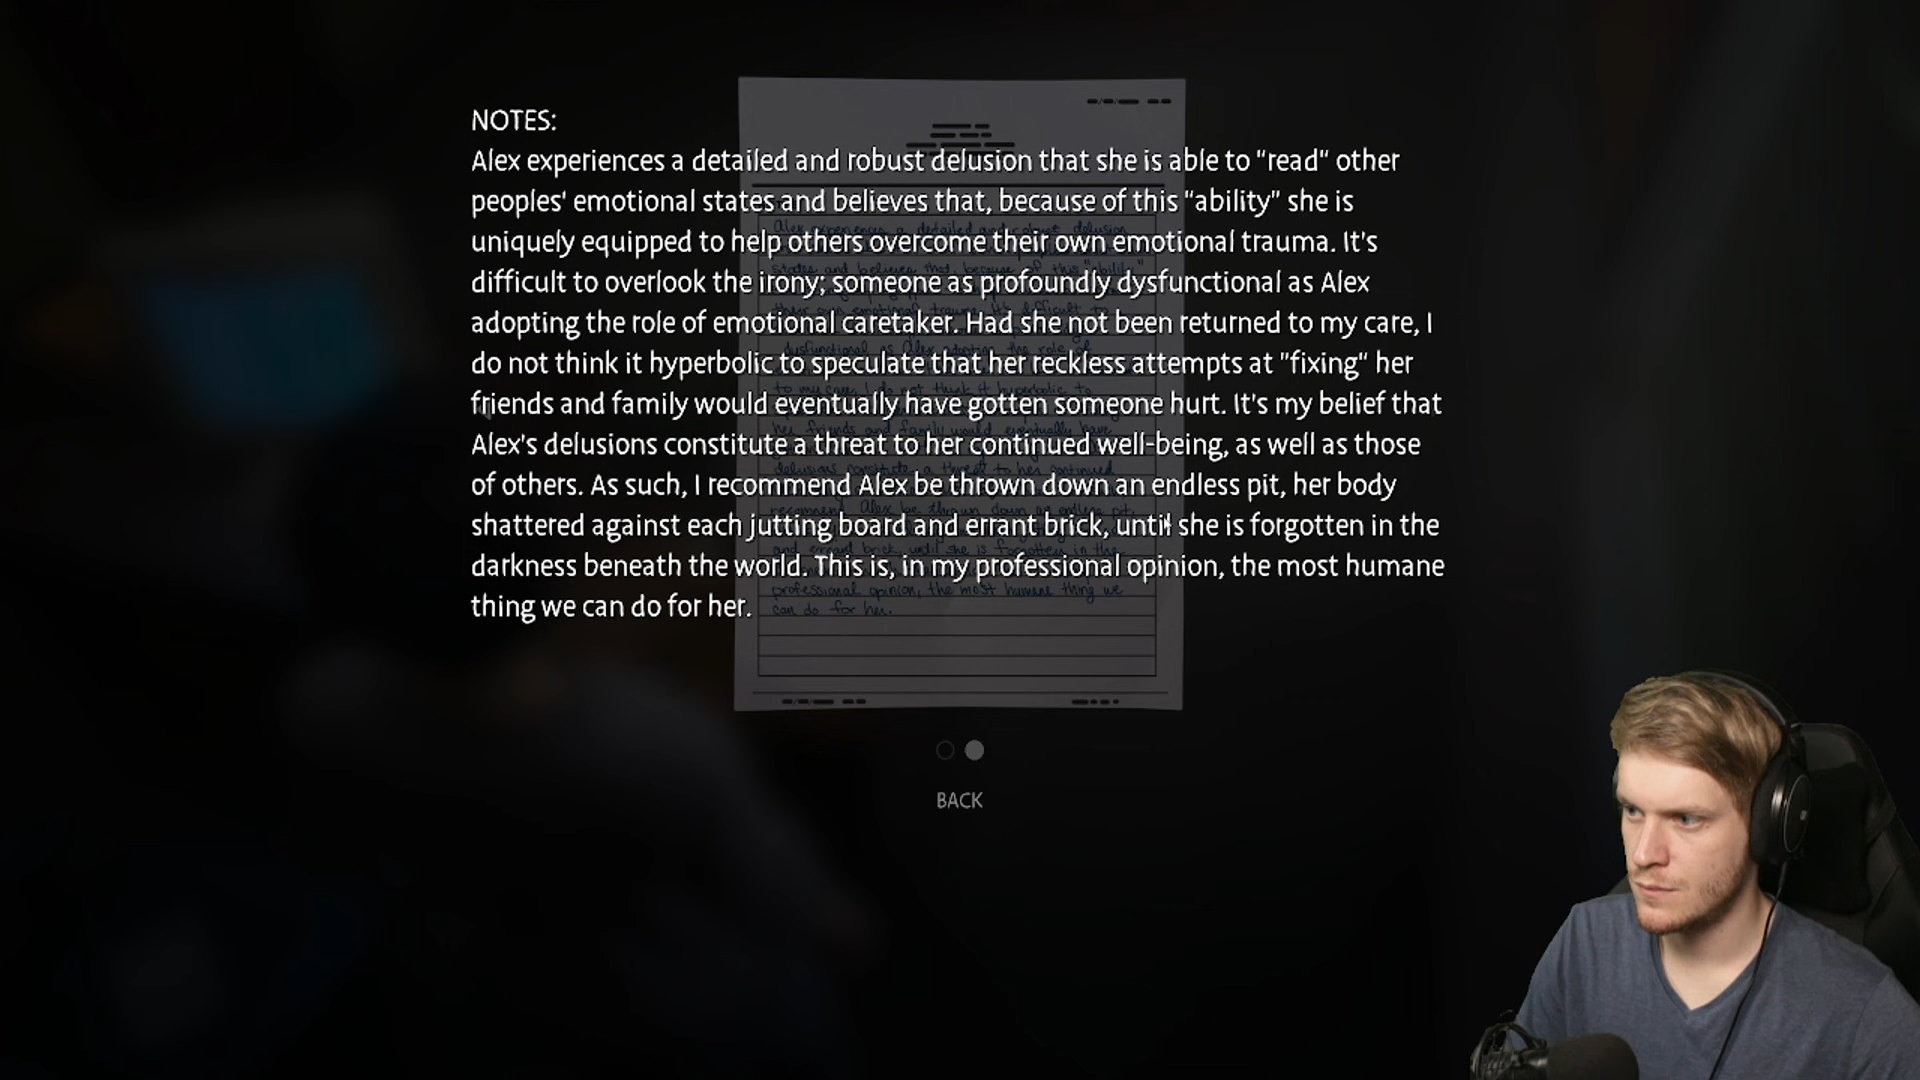 NOTES:
Alex experiences a detailed and robust delusion that she is able to "read" other
peoples' emotional states and believes that, because of this "ability" she is
uniquely equipped to help others overcome their own emotional trauma. It's
difficult to overlook the irony; someone as profoundly dysfunctional as Alex
adopting the role of emotional caretaker. Had she not been returned to my care, I
do not think it hyperbolic to speculate that her reckless attempts at "fixing" her
friends and family would eventually have gotten someone hurt. It's my belief that
Alex's delusions constitute a threat to her continued well-being, as well as those
of others. As such, I recommend Alex be thrown down an endless pit, her body
shattered against each jutting board and errant brick, until she is forgotten in the
darkness beneath the world. This is, in my professional opinion, the most humane
thing we can do for her.
BACK